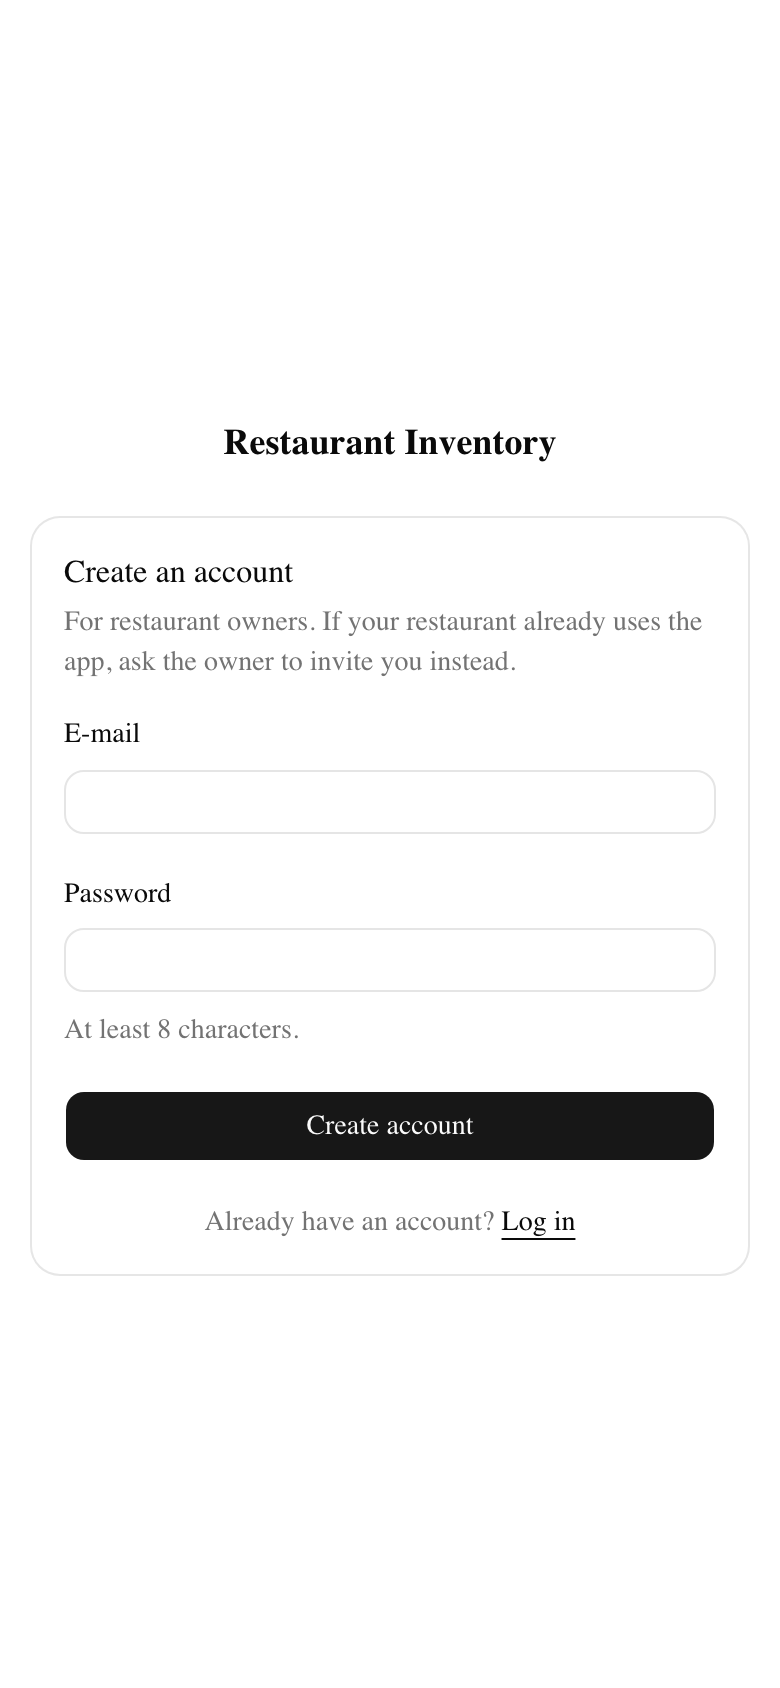 Restaurant Inventory
Create an account
For restaurant owners. If your restaurant already uses the
app, ask the owner to invite you instead.
E-mail
Password
At least 8 characters.
Create account
Already have an account? Log in